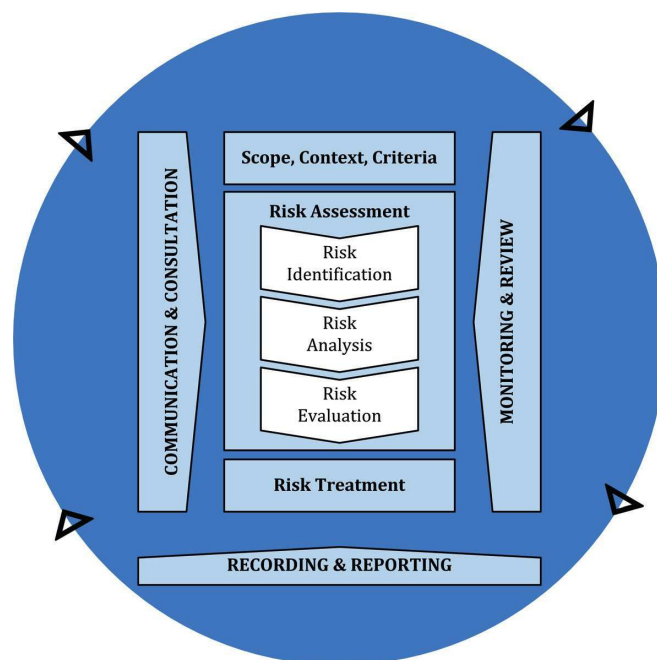 Scope, Context, Criteria
COMMUNICATION & CONSULTATION
Risk Assessment
Risk
Identification
Risk
Analysis
Risk
Evaluation
MONITORING & REVIEW
Risk Treatment
RECORDING & REPORTING